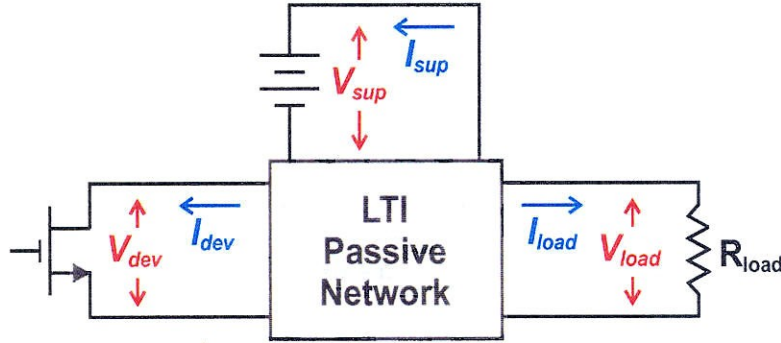 V_sup
I_sup
V_dev
I_dev
LTI
Passive
Network
I_load
V_load
R_load